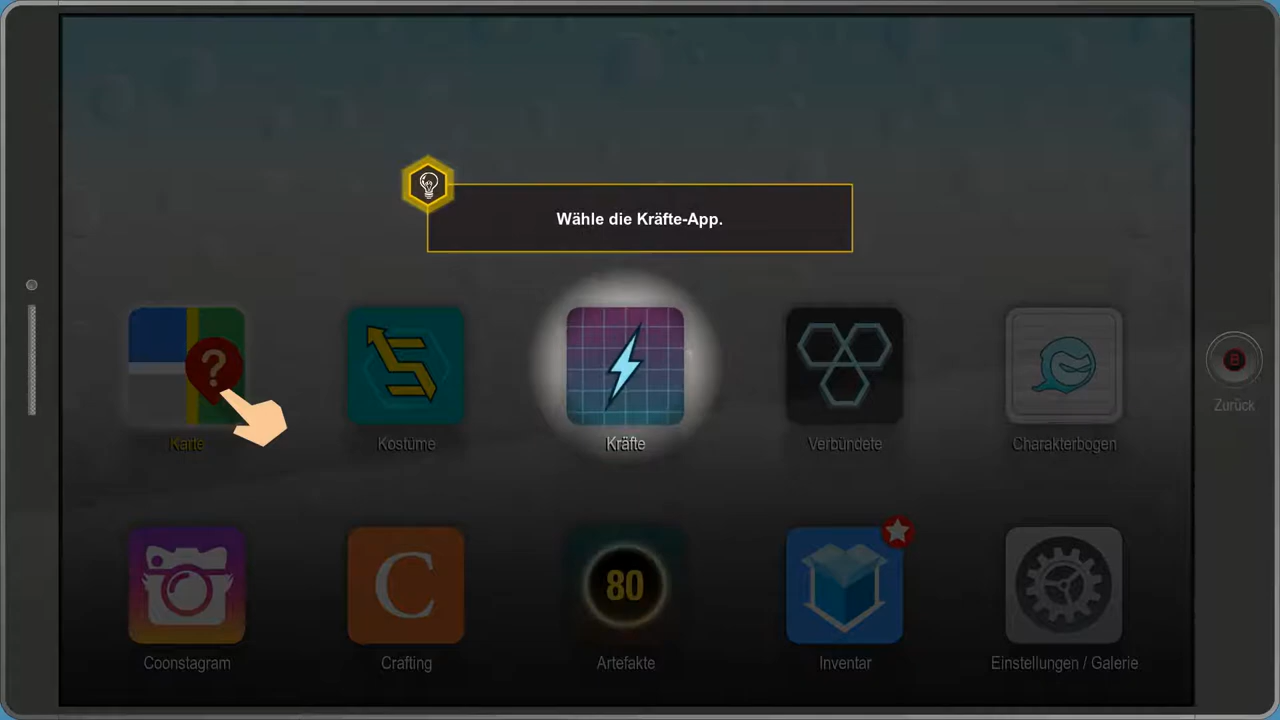 Wähle die Kräfte-App.
?
Karte
Kostüme
Kräfte
Verbündete
Charakterbogen
B
Zurück
C
80
Coonstagram
Crafting
Artefakte
Inventar
Einstellungen / Galerie